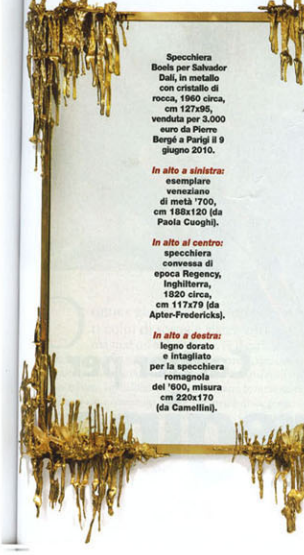 Specchiera
Boels per Salvador
Dalí, in metallo
con cristallo di
rocca, 1960 circa,
cm 127x95,
venduta per 3.000
euro da Pierre
Bergé a Parigi il 9
giugno 2010.
In alto a sinistra:
esemplare
veneziano
di metà '700,
cm 188x120 (da
Paola Cuoghi).
In alto al centro:
specchiera
convessa di
epoca Regency,
Inghilterra,
1820 circa,
cm 117x79 (da
Apter-Fredericks).
In alto a destra:
legno dorato
e intagliato
per la specchiera
romagnola
del '600, misura
cm 220x170
(da Camellini).